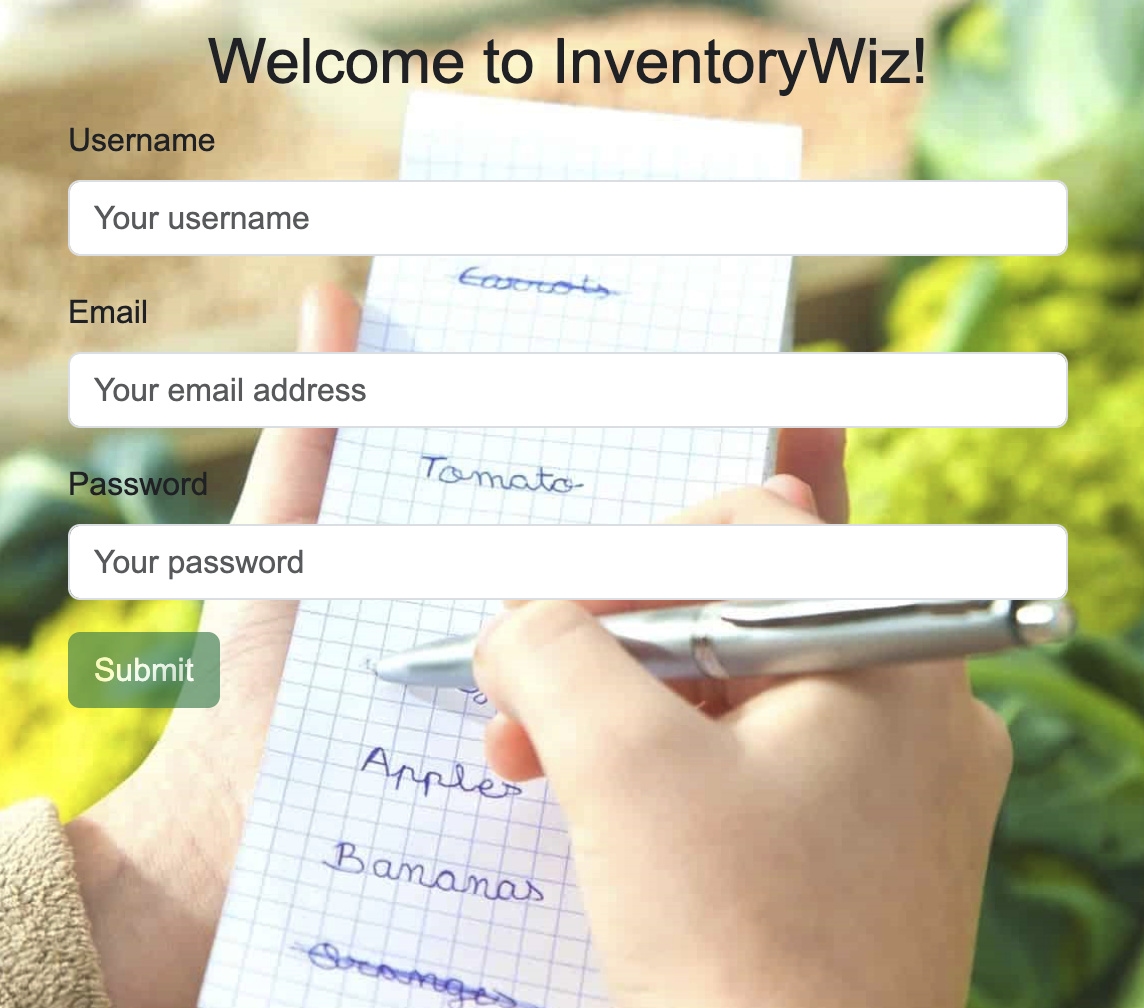 Welcome to InventoryWiz!
Username
Your username
Carrots
Email
Your email address
Tomato
Password
Your password
Submit
Apples
Bananas
Oranges